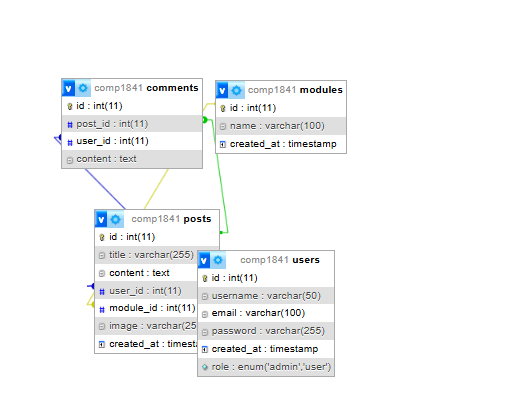 comp1841 comments
id : int(11)
post_id : int(11)
user_id : int(11)
content : text
comp1841 modules
id : int(11)
name : varchar(100)
created_at : timestamp
comp1841 posts
id : int(11)
title : varchar(255)
content : text
user_id : int(11)
module_id : int(11)
image : varchar(25
created_at : timest
comp1841 users
id : int(11)
username : varchar(50)
email : varchar(100)
password : varchar(255)
created_at : timestamp
role : enum('admin','user')